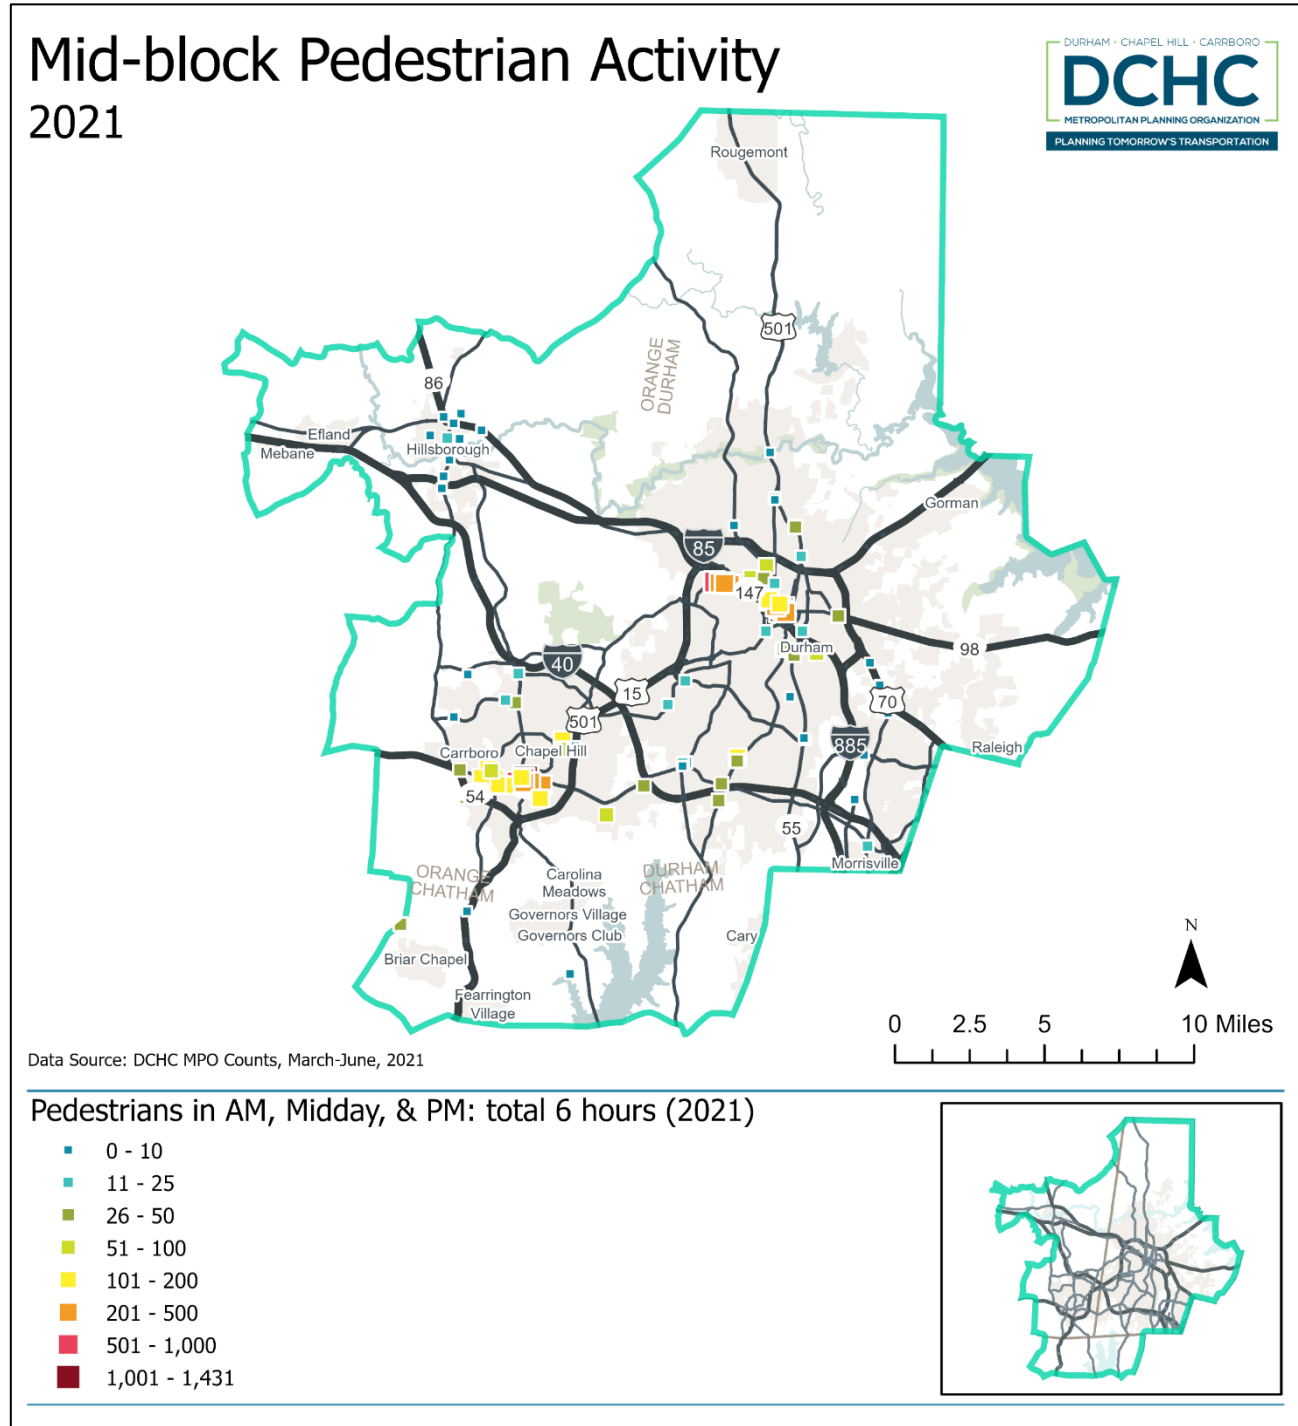 Mid-block Pedestrian Activity
2021
DURHAM · CHAPEL HILL · CARRBORO
DCHC
METROPOLITAN PLANNING ORGANIZATION
PLANNING TOMORROW'S TRANSPORTATION
Rougemont
501
ORANGE
DURHAM
86
Efland
Mebane
Hillsborough
Gorman
85
147
Durham
98
40
15
70
501
885
Raleigh
Carrboro
Chapel Hill
54
55
Morrisville
ORANGE
CHATHAM
DURHAM
CHATHAM
Carolina
Meadows
Governors Village
Governors Club
Cary
Briar Chapel
Fearrington
Village
N
0 2.5 5 10 Miles
Data Source: DCHC MPO Counts, March-June, 2021
Pedestrians in AM, Midday, & PM: total 6 hours (2021)
0 - 10
11 - 25
26 - 50
51 - 100
101 - 200
201 - 500
501 - 1,000
1,001 - 1,431